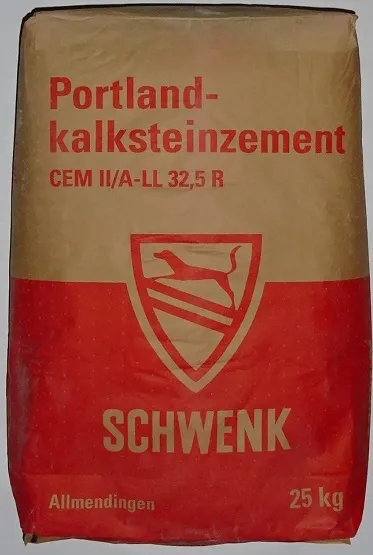 Portland-
kalksteinzement
CEM II/A-LL 32,5 R
SCHWENK
Allmendingen 25 kg